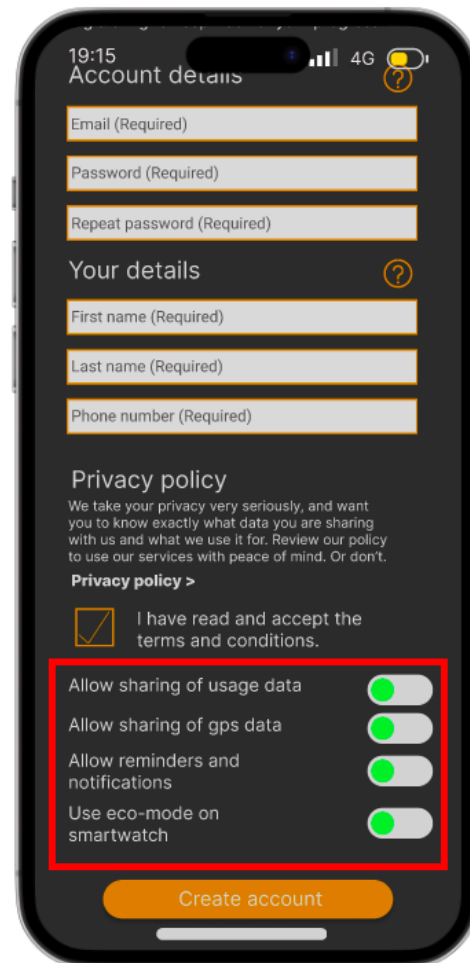 19:15
4G
Account details
?
Email (Required)
Password (Required)
Repeat password (Required)
Your details
?
First name (Required)
Last name (Required)
Phone number (Required)
Privacy policy
We take your privacy very seriously, and want
you to know exactly what data you are sharing
with us and what we use it for. Review our policy
to use our services with peace of mind. Or don't.
Privacy policy >
I have read and accept the
terms and conditions.
Allow sharing of usage data
Allow sharing of gps data
Allow reminders and
notifications
Use eco-mode on
smartwatch
Create account